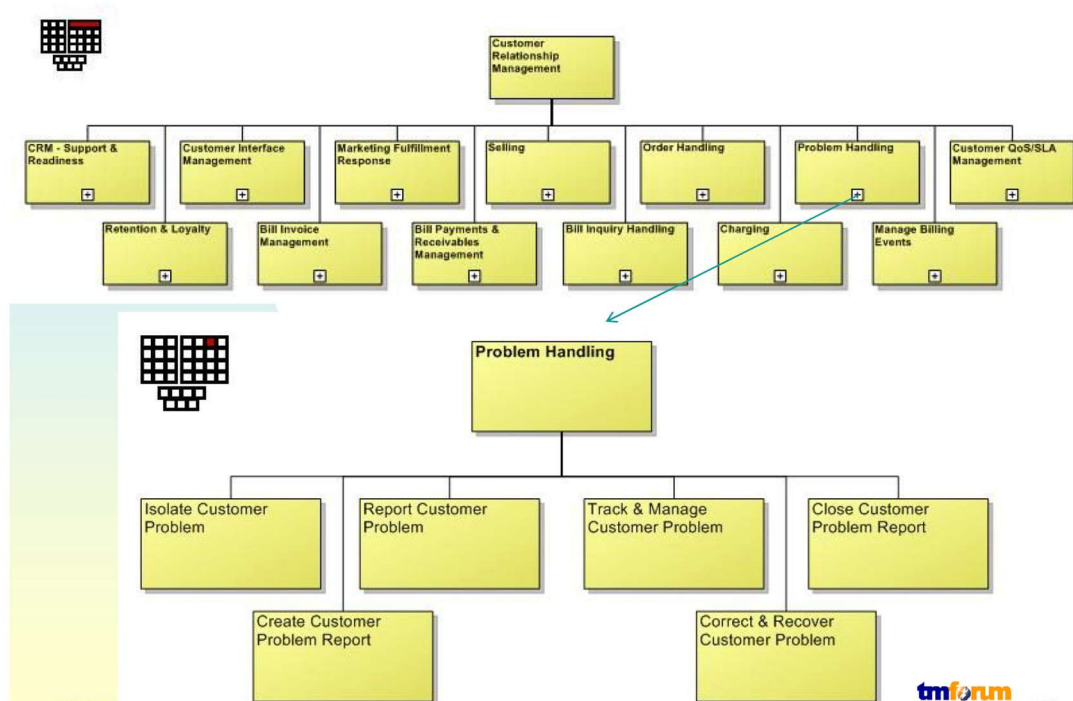 Customer
Relationship
Management
CRM - Support &
Readiness
Customer Interface
Management
Marketing Fulfillment
Response
Selling
Order Handling
Problem Handling
Customer QoS/SLA
Management
Retention & Loyalty
Bill Invoice
Management
Bill Payments &
Receivables
Management
Bill Inquiry Handling
Charging
Manage Billing
Events
Problem Handling
Isolate Customer
Problem
Report Customer
Problem
Track & Manage
Customer Problem
Close Customer
Problem Report
Create Customer
Problem Report
Correct & Recover
Customer Problem
tmforum